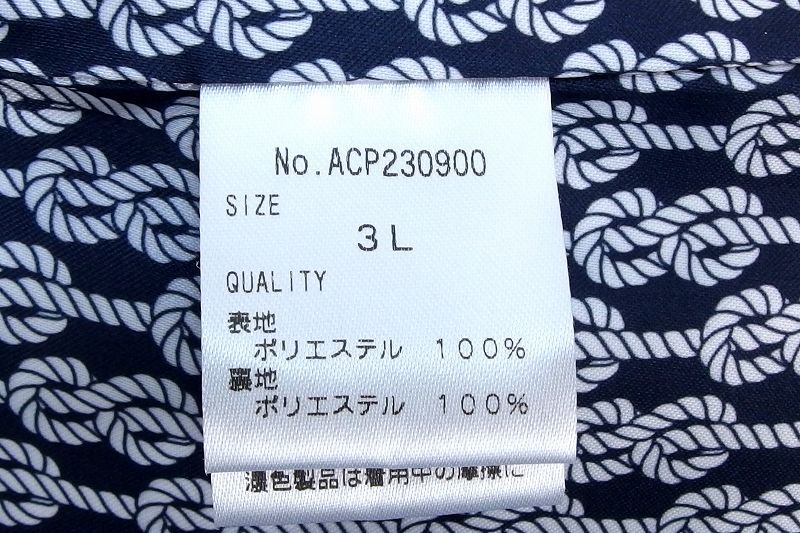 No.ACP230900
SIZE
3L
QUALITY
表地
ポリエステル 100%
裏地
ポリエステル 100%
濃色製品は着用中の摩擦に